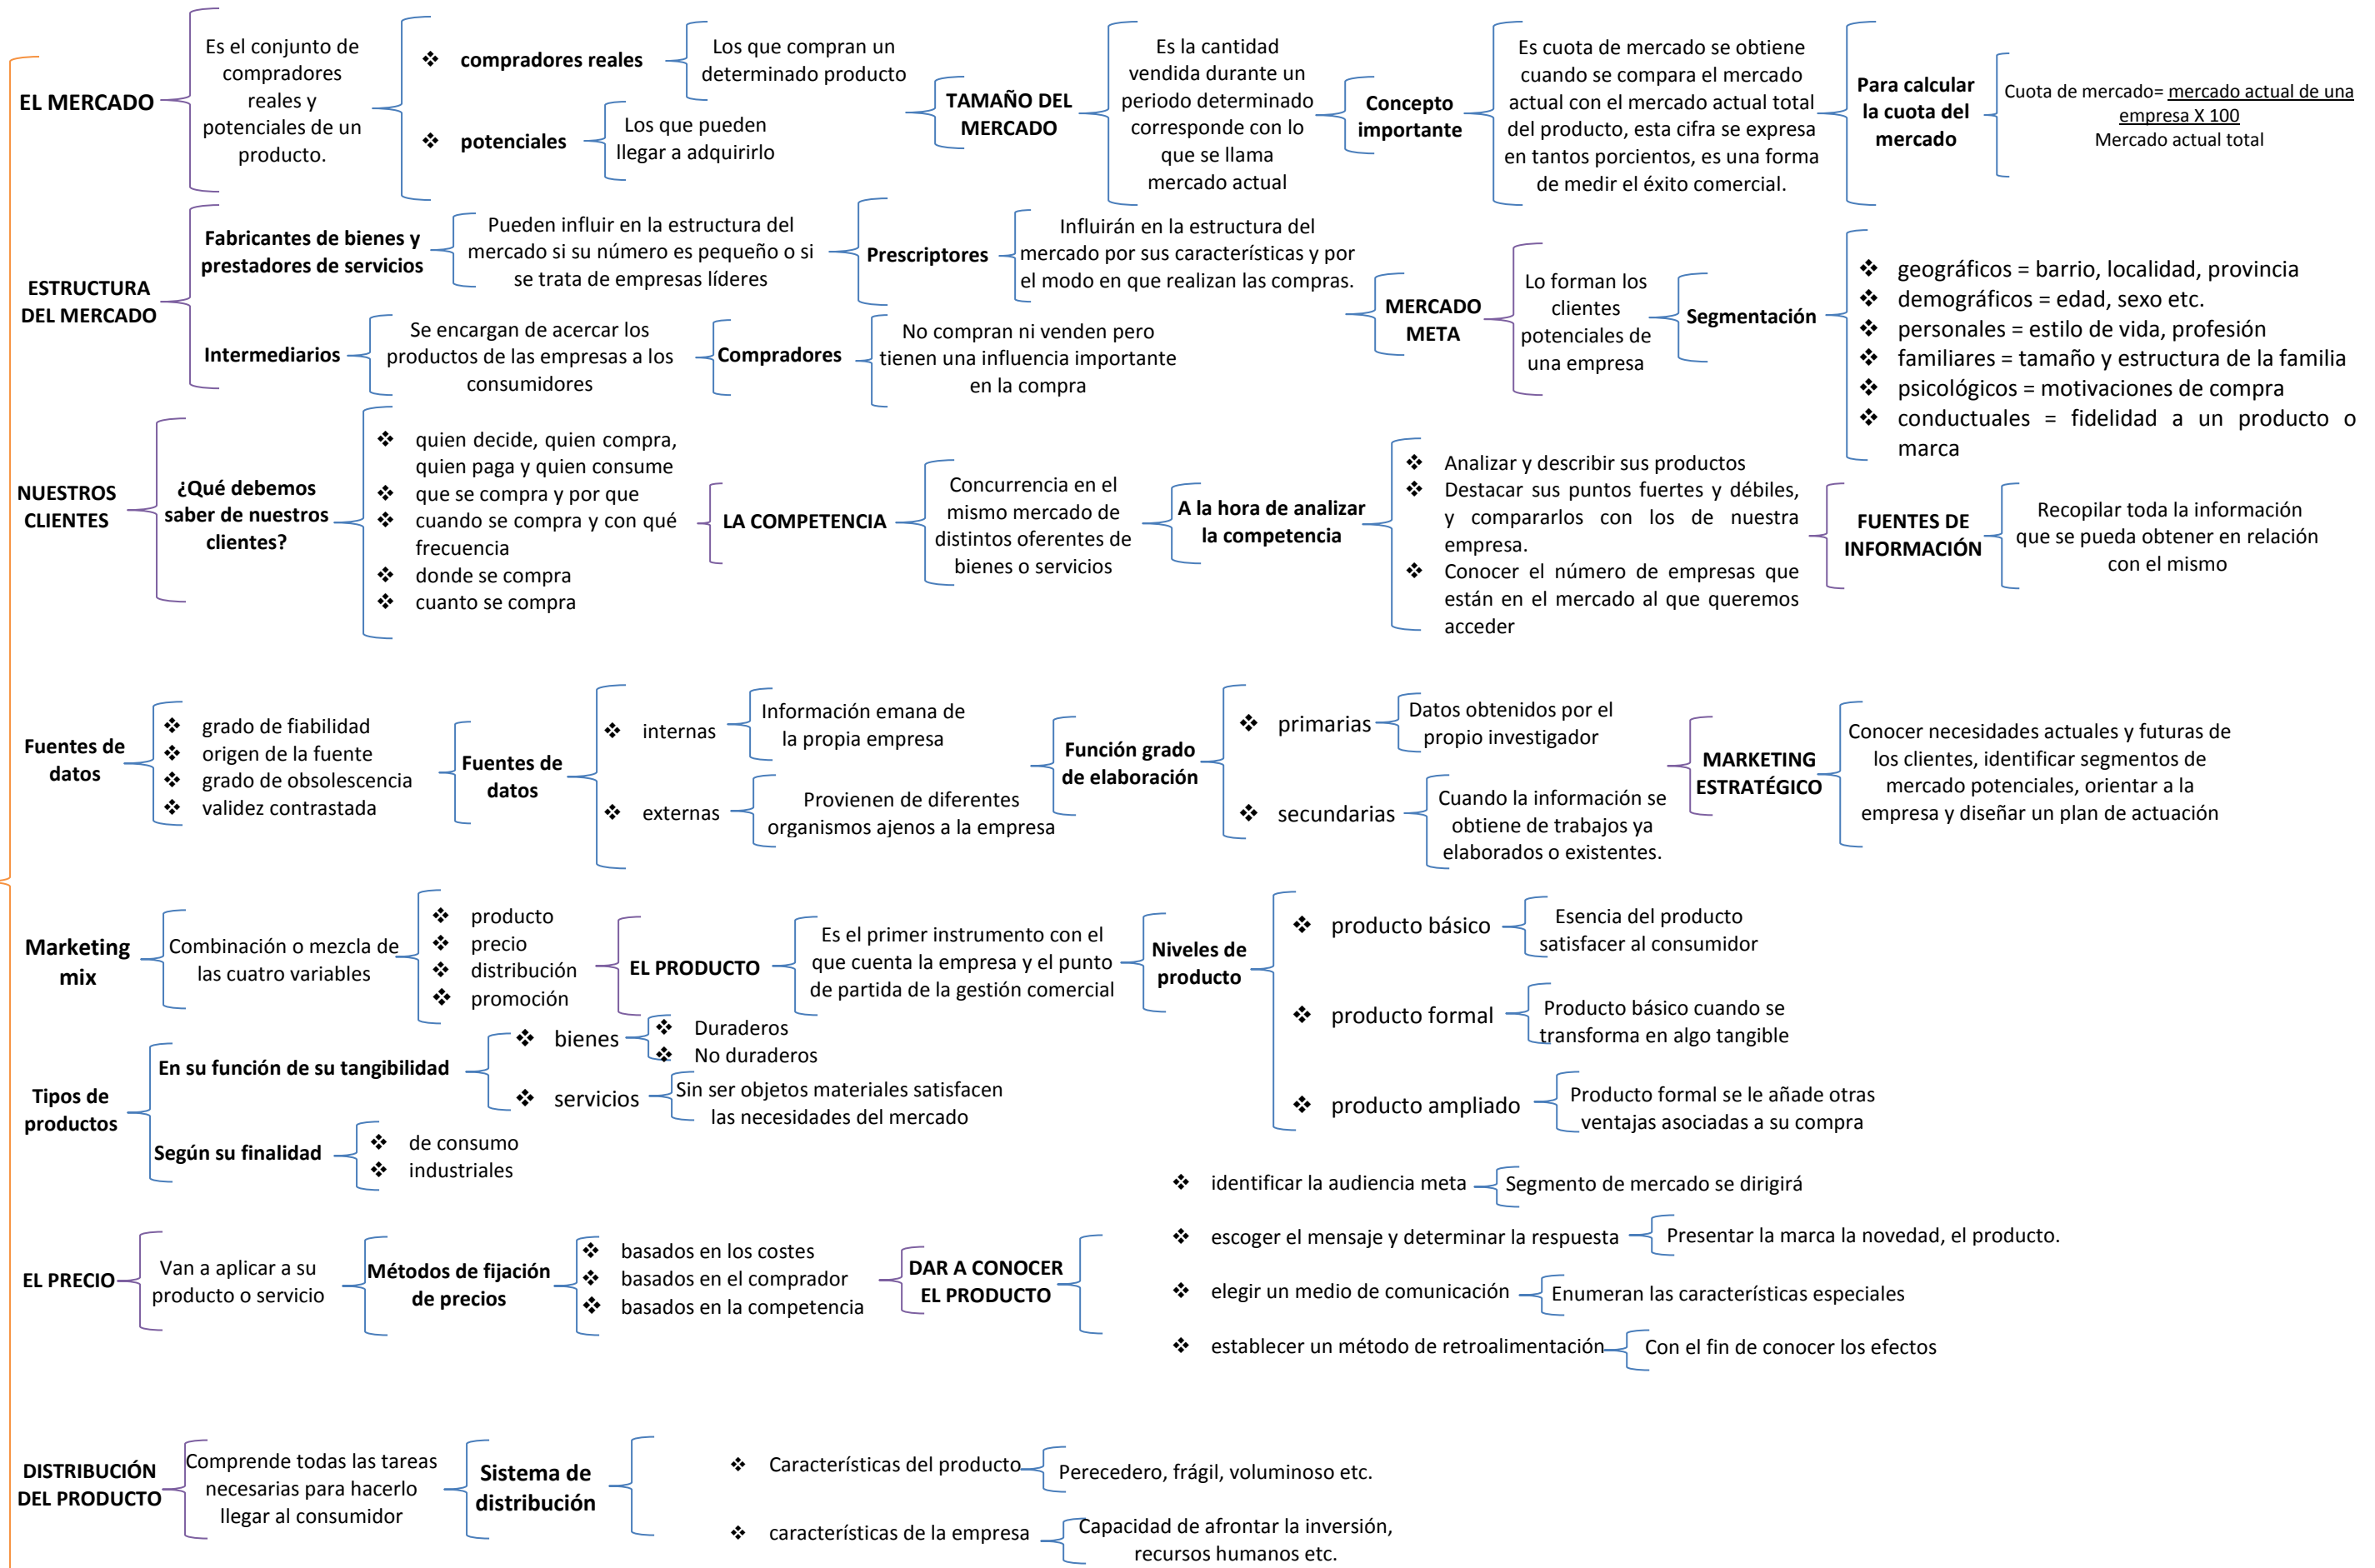 EL MERCADO
Es el conjunto de
compradores
reales y
potenciales de un
producto.
❖ compradores reales
Los que compran un
determinado producto
❖ potenciales
Los que pueden
llegar a adquirirlo
TAMAÑO DEL
MERCADO
Es la cantidad
vendida durante un
periodo determinado
corresponde con lo
que se llama
mercado actual
Concepto
importante
Es cuota de mercado se obtiene
cuando se compara el mercado
actual con el mercado actual total
del producto, esta cifra se expresa
en tantos porcientos, es una forma
de medir el éxito comercial.
Para calcular
la cuota del
mercado
Cuota de mercado= mercado actual de una
empresa X 100
Mercado actual total
ESTRUCTURA
DEL MERCADO
Fabricantes de bienes y
prestadores de servicios
Pueden influir en la estructura del
mercado si su número es pequeño o si
se trata de empresas líderes
Prescriptores
Influirán en la estructura del
mercado por sus características y por
el modo en que realizan las compras.
Intermediarios
Se encargan de acercar los
productos de las empresas a los
consumidores
Compradores
No compran ni venden pero
tienen una influencia importante
en la compra
MERCADO
META
Lo forman los
clientes
potenciales de
una empresa
Segmentación
❖ geográficos = barrio, localidad, provincia
❖ demográficos = edad, sexo etc.
❖ personales = estilo de vida, profesión
❖ familiares = tamaño y estructura de la familia
❖ psicológicos = motivaciones de compra
❖ conductuales = fidelidad a un producto o
marca
NUESTROS
CLIENTES
¿Qué debemos
saber de nuestros
clientes?
❖ quien decide, quien compra,
quien paga y quien consume
❖ que se compra y por que
❖ cuando se compra y con qué
frecuencia
❖ donde se compra
❖ cuanto se compra
LA COMPETENCIA
Concurrencia en el
mismo mercado de
distintos oferentes de
bienes o servicios
A la hora de analizar
la competencia
❖ Analizar y describir sus productos
❖ Destacar sus puntos fuertes y débiles,
y compararlos con los de nuestra
empresa.
❖ Conocer el número de empresas que
están en el mercado al que queremos
acceder
FUENTES DE
INFORMACIÓN
Recopilar toda la información
que se pueda obtener en relación
con el mismo
Fuentes de
datos
❖ grado de fiabilidad
❖ origen de la fuente
❖ grado de obsolescencia
❖ validez contrastada
Fuentes de
datos
❖ internas
Información emana de
la propia empresa
❖ externas
Provienen de diferentes
organismos ajenos a la empresa
Función grado
de elaboración
❖ primarias
Datos obtenidos por el
propio investigador
❖ secundarias
Cuando la información se
obtiene de trabajos ya
elaborados o existentes.
MARKETING
ESTRATÉGICO
Conocer necesidades actuales y futuras de
los clientes, identificar segmentos de
mercado potenciales, orientar a la
empresa y diseñar un plan de actuación
Marketing
mix
Combinación o mezcla de
las cuatro variables
❖ producto
❖ precio
❖ distribución
❖ promoción
EL PRODUCTO
Es el primer instrumento con el
que cuenta la empresa y el punto
de partida de la gestión comercial
Niveles de
producto
❖ producto básico
Esencia del producto
satisfacer al consumidor
❖ producto formal
Producto básico cuando se
transforma en algo tangible
❖ producto ampliado
Producto formal se le añade otras
ventajas asociadas a su compra
Tipos de
productos
En su función de su tangibilidad
❖ bienes
❖ Duraderos
❖ No duraderos
❖ servicios
Sin ser objetos materiales satisfacen
las necesidades del mercado
Según su finalidad
❖ de consumo
❖ industriales
EL PRECIO
Van a aplicar a su
producto o servicio
Métodos de fijación
de precios
❖ basados en los costes
❖ basados en el comprador
❖ basados en la competencia
DAR A CONOCER
EL PRODUCTO
❖ identificar la audiencia meta
Segmento de mercado se dirigirá
❖ escoger el mensaje y determinar la respuesta
Presentar la marca la novedad, el producto.
❖ elegir un medio de comunicación
Enumeran las características especiales
❖ establecer un método de retroalimentación
Con el fin de conocer los efectos
DISTRIBUCIÓN
DEL PRODUCTO
Comprende todas las tareas
necesarias para hacerlo
llegar al consumidor
Sistema de
distribución
❖ Características del producto
Perecedero, frágil, voluminoso etc.
❖ características de la empresa
Capacidad de afrontar la inversión,
recursos humanos etc.